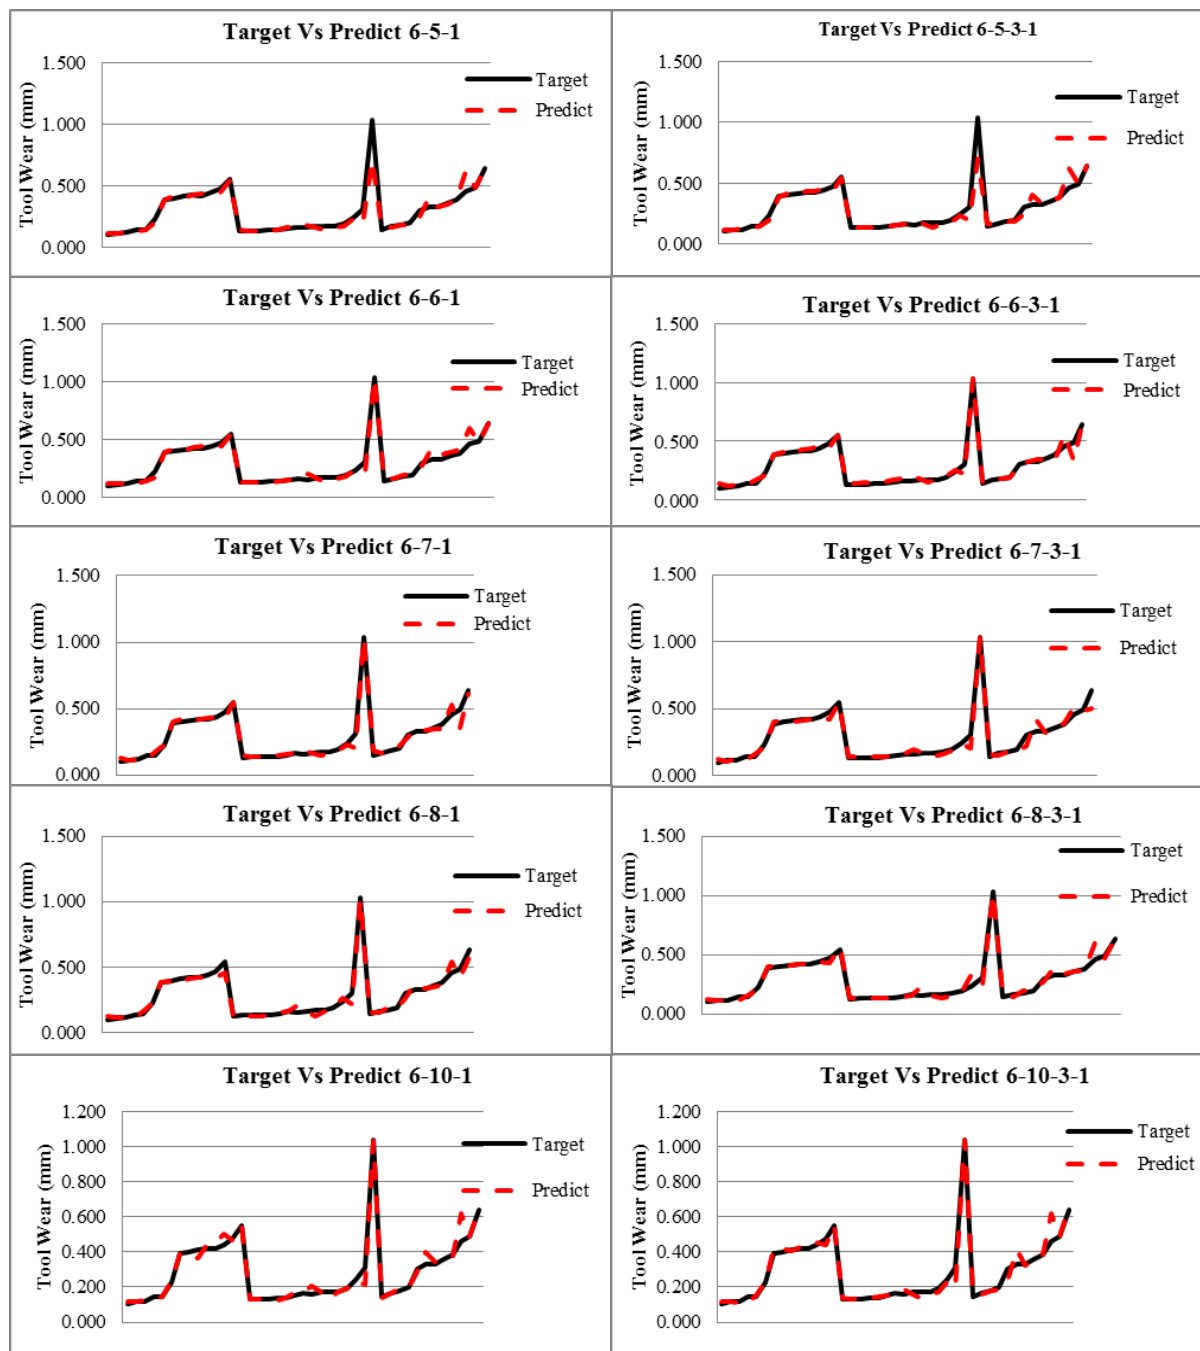 Target Vs Predict 6-5-1
Tool Wear (mm)
1.500
1.000
0.500
0.000
Target
Predict
Target Vs Predict 6-5-3-1
Tool Wear (mm)
1.500
1.000
0.500
0.000
Target
Predict
Target Vs Predict 6-6-1
Tool Wear (mm)
1.500
1.000
0.500
0.000
Target
Predict
Target Vs Predict 6-6-3-1
Tool Wear (mm)
1.500
1.000
0.500
0.000
Target
Predict
Target Vs Predict 6-7-1
Tool Wear (mm)
1.500
1.000
0.500
0.000
Target
Predict
Target Vs Predict 6-7-3-1
Tool Wear (mm)
1.500
1.000
0.500
0.000
Target
Predict
Target Vs Predict 6-8-1
Tool Wear (mm)
1.500
1.000
0.500
0.000
Target
Predict
Target Vs Predict 6-8-3-1
Tool Wear (mm)
1.500
1.000
0.500
0.000
Target
Predict
Target Vs Predict 6-10-1
Tool Wear (mm)
1.200
1.000
0.800
0.600
0.400
0.200
0.000
Target
Predict
Target Vs Predict 6-10-3-1
Tool Wear (mm)
1.200
1.000
0.800
0.600
0.400
0.200
0.000
Target
Predict